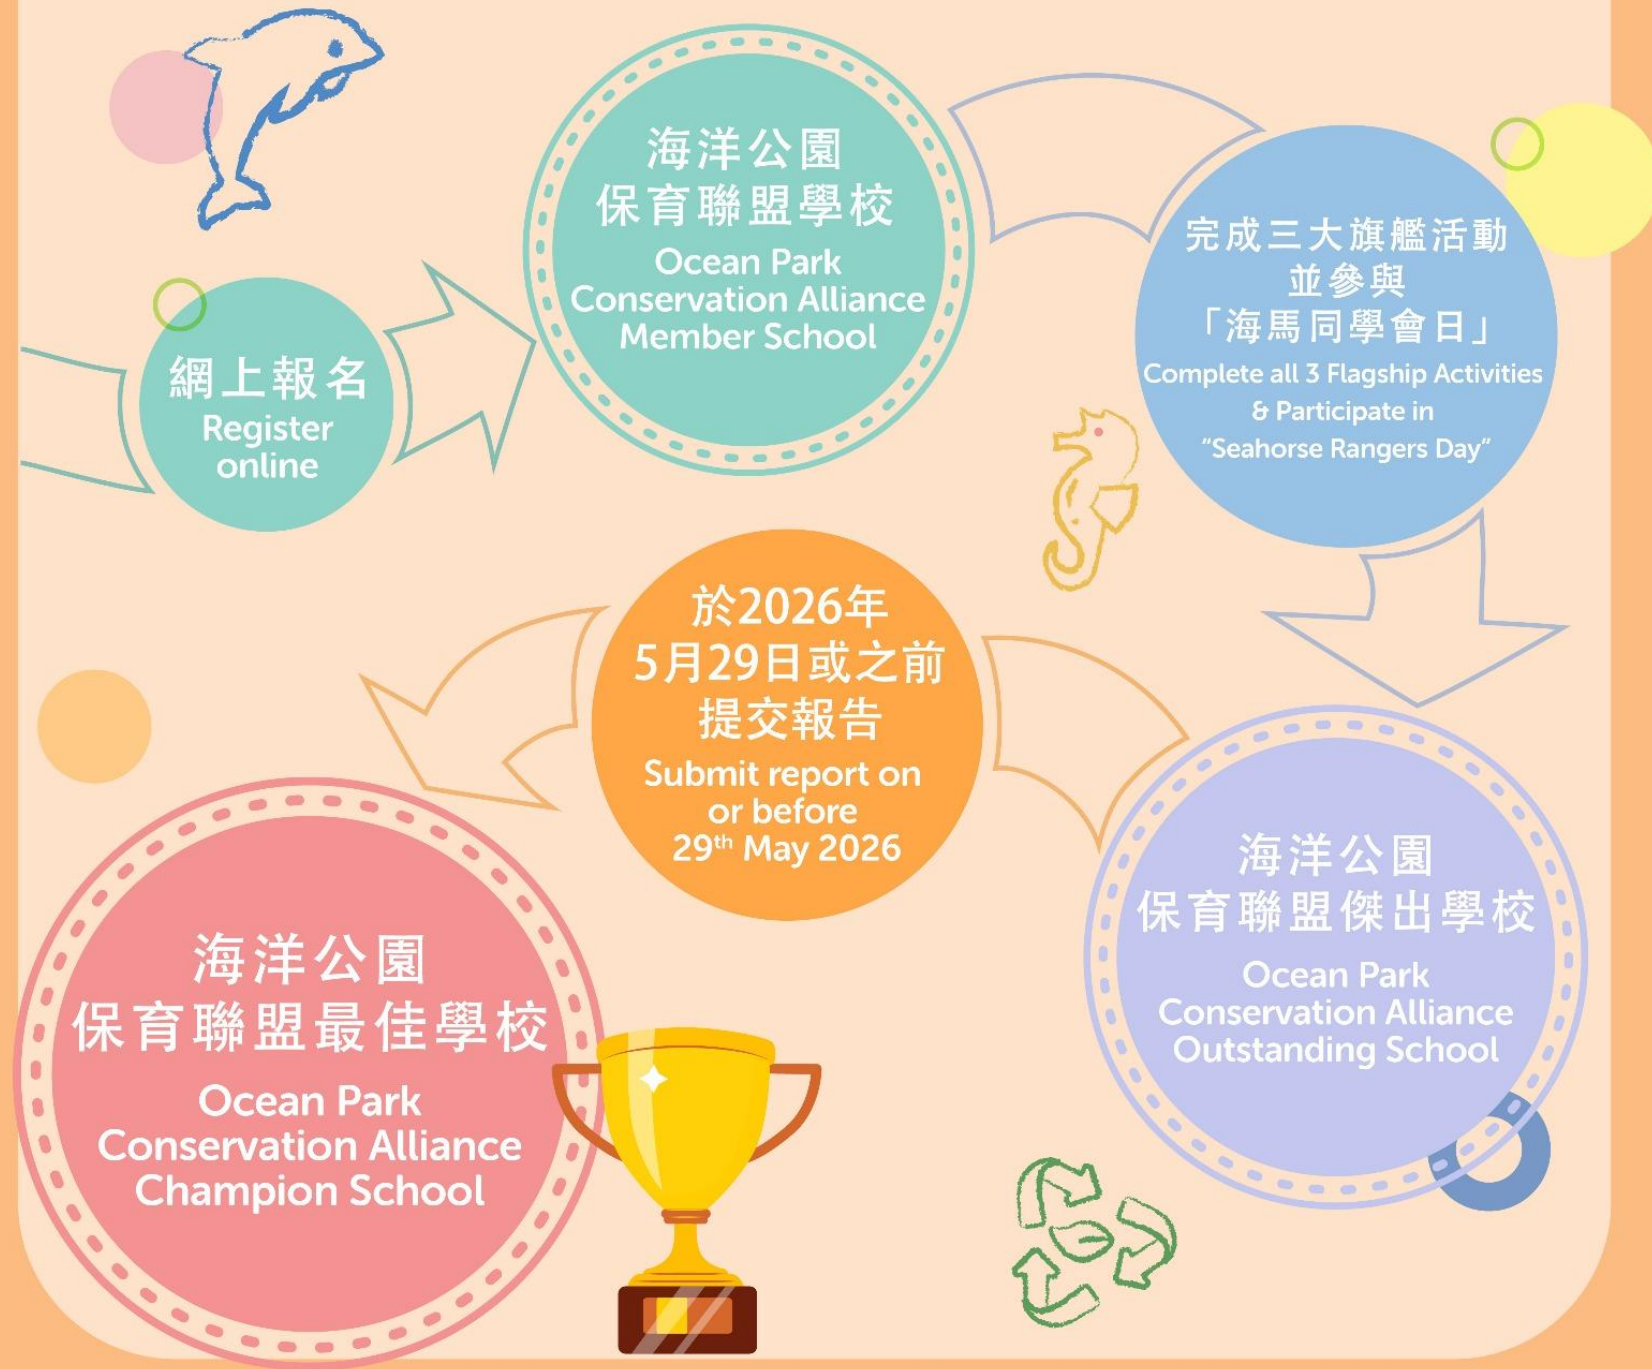 網上報名
Register
online
海洋公園
保育聯盟學校
Ocean Park
Conservation Alliance
Member School
完成三大旗艦活動
並參與
「海馬同學會日」
Complete all 3 Flagship Activities
& Participate in
“Seahorse Rangers Day”
海洋公園
保育聯盟傑出學校
Ocean Park
Conservation Alliance
Outstanding School
於2026年
5月29日或之前
提交報告
Submit report on
or before
29th May 2026
海洋公園
保育聯盟最佳學校
Ocean Park
Conservation Alliance
Champion School